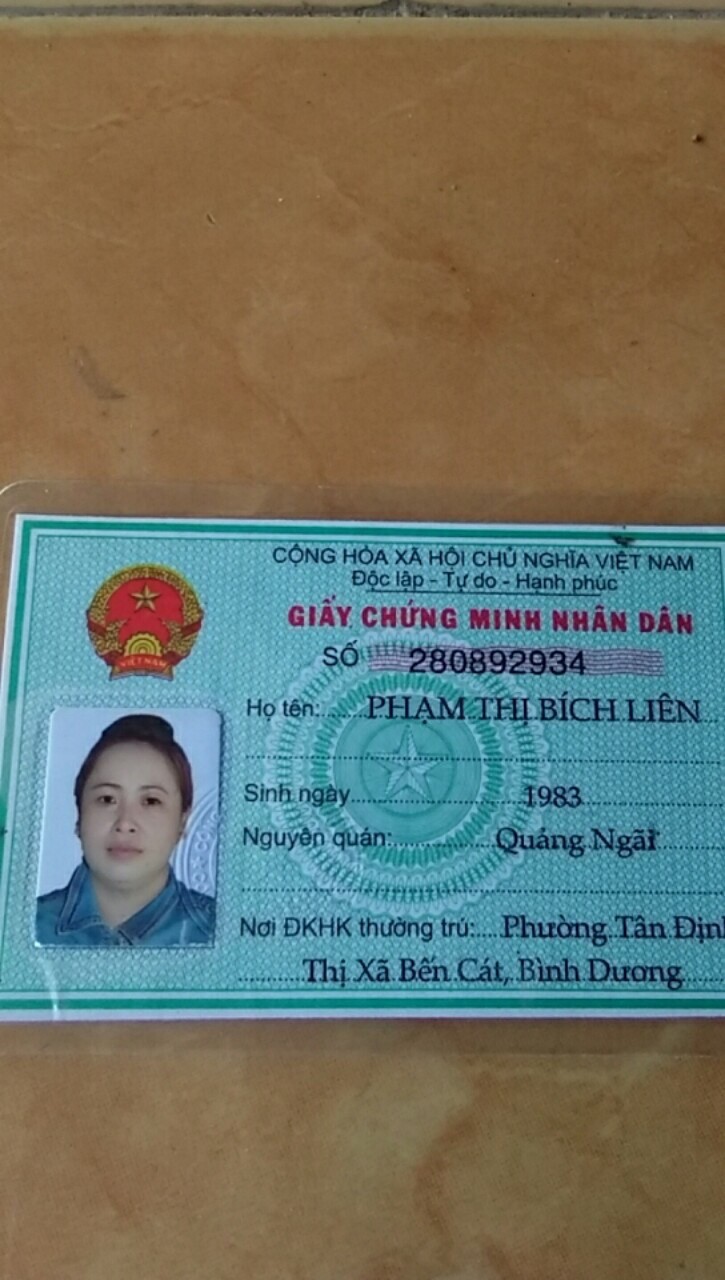 CỘNG HÒA XÃ HỘI CHỦ NGHĨA VIỆT NAM
Độc lập - Tự do - Hạnh phúc
GIẤY CHỨNG MINH NHÂN DÂN
SỐ 280892934
VIỆT NAM
Họ tên: PHẠM THỊ BÍCH LIÊN
Sinh ngày 1983
Nguyên quán: Quảng Ngãi
Nơi ĐKHK thường trú: Phường Tân Địn
Thị Xã Bến Cát, Bình Dương